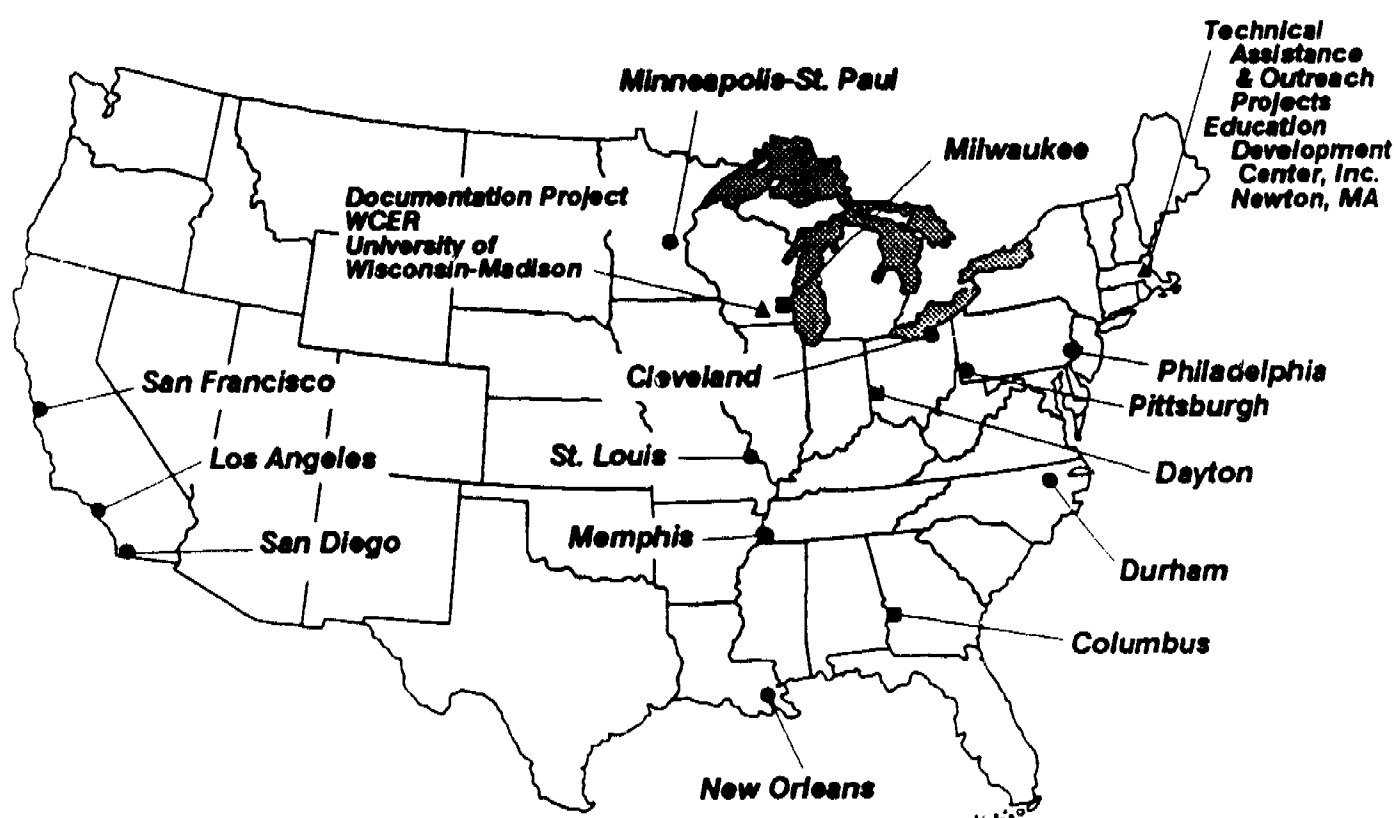 Technical
Assistance
& Outreach
Projects
Education
Development
Center, Inc.
Newton, MA
Minneapolis-St. Paul
Milwaukee
Documentation Project
WCER
University of
Wisconsin-Madison
San Francisco
Cleveland
Philadelphia
Pittsburgh
Los Angeles
St. Louis
Dayton
San Diego
Memphis
Durham
Columbus
New Orleans